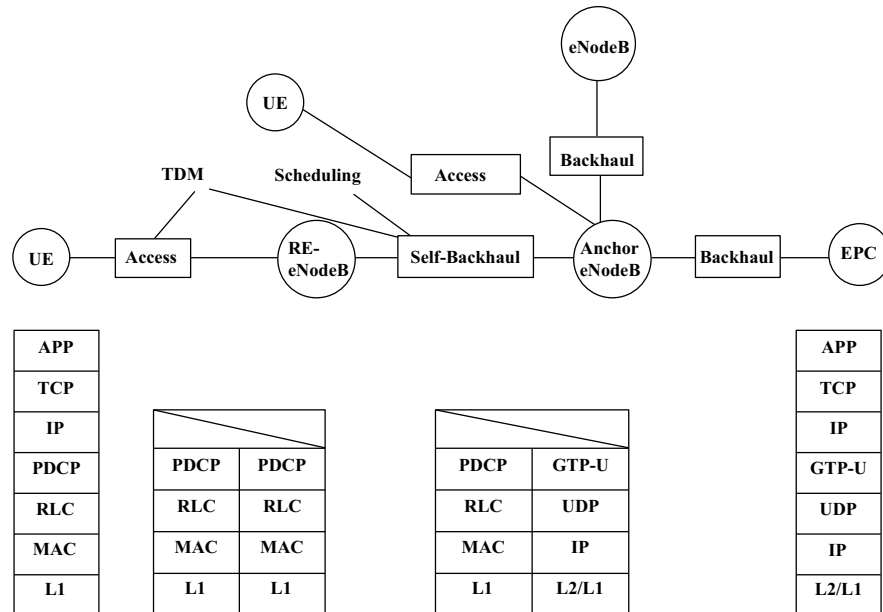 eNodeB
UE
Backhaul
Access
TDM
Scheduling
UE
Access
RE-
eNodeB
Self-Backhaul
Anchor
eNodeB
Backhaul
EPC
APP
TCP
IP
PDCP
RLC
MAC
L1
PDCP PDCP
RLC RLC
MAC MAC
L1 L1
PDCP GTP-U
RLC UDP
MAC IP
L1 L2/L1
APP
TCP
IP
GTP-U
UDP
IP
L2/L1